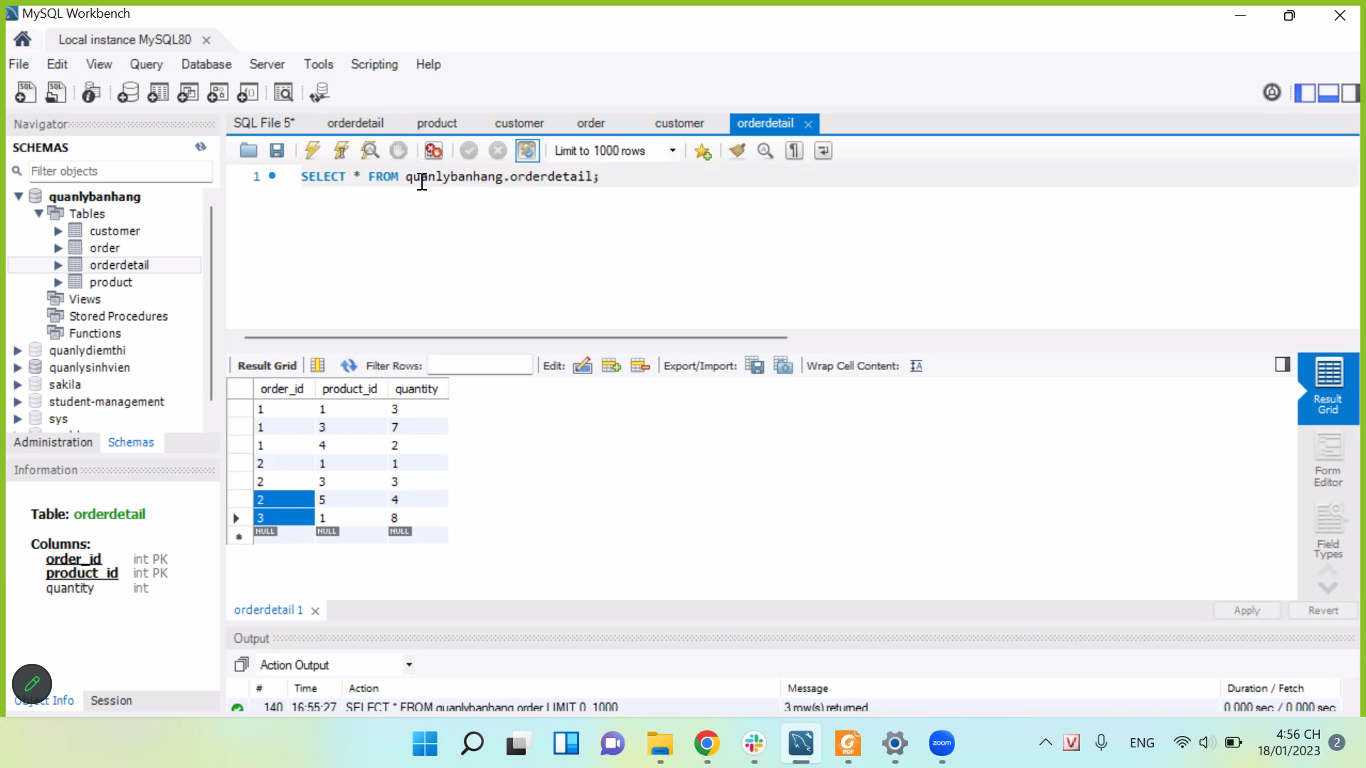 MySQL Workbench
Local instance MySQL80
File Edit View Query Database Server Tools Scripting Help
Navigator
SCHEMAS
Filter objects
quanlybanhang
Tables
customer
order
orderdetail
product
Views
Stored Procedures
Functions
quanlydiemthi
quanlysinhvien
sakila
student-management
sys
Administration Schemas
Information
Table: orderdetail
Columns:
order_id int PK
product_id int PK
quantity int
Object Info Session
SQL File 5* orderdetail product customer order customer orderdetail
Limit to 1000 rows
1 SELECT * FROM quanlybanhang.orderdetail;
Result Grid Filter Rows: Edit: Export/Import: Wrap Cell Content:
order_id product_id quantity
1 1 3
1 3 7
1 4 2
2 1 1
2 3 3
2 5 4
3 1 8
NULL NULL NULL
Result Grid
Form Editor
Field Types
orderdetail 1
Apply Revert
Output
Action Output
# Time Action Message Duration / Fetch
140 16:55:27 SELECT * FROM quanlybanhang.order LIMIT 0, 1000 3 row(s) returned 0.000 sec / 0.000 sec
zoom
ENG
4:56 CH
18/01/2023
2